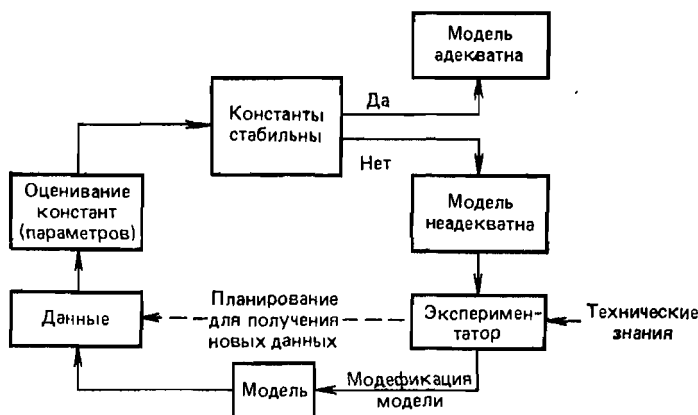 Модель
адекватна
Константы
стабильны
Да
Нет
Оценивание
констант
(параметров)
Модель
неадекватна
Данные
Планирование
для получения
новых данных
Эксперимен-
татор
Технические
знания
Модель
Модефикация
модели